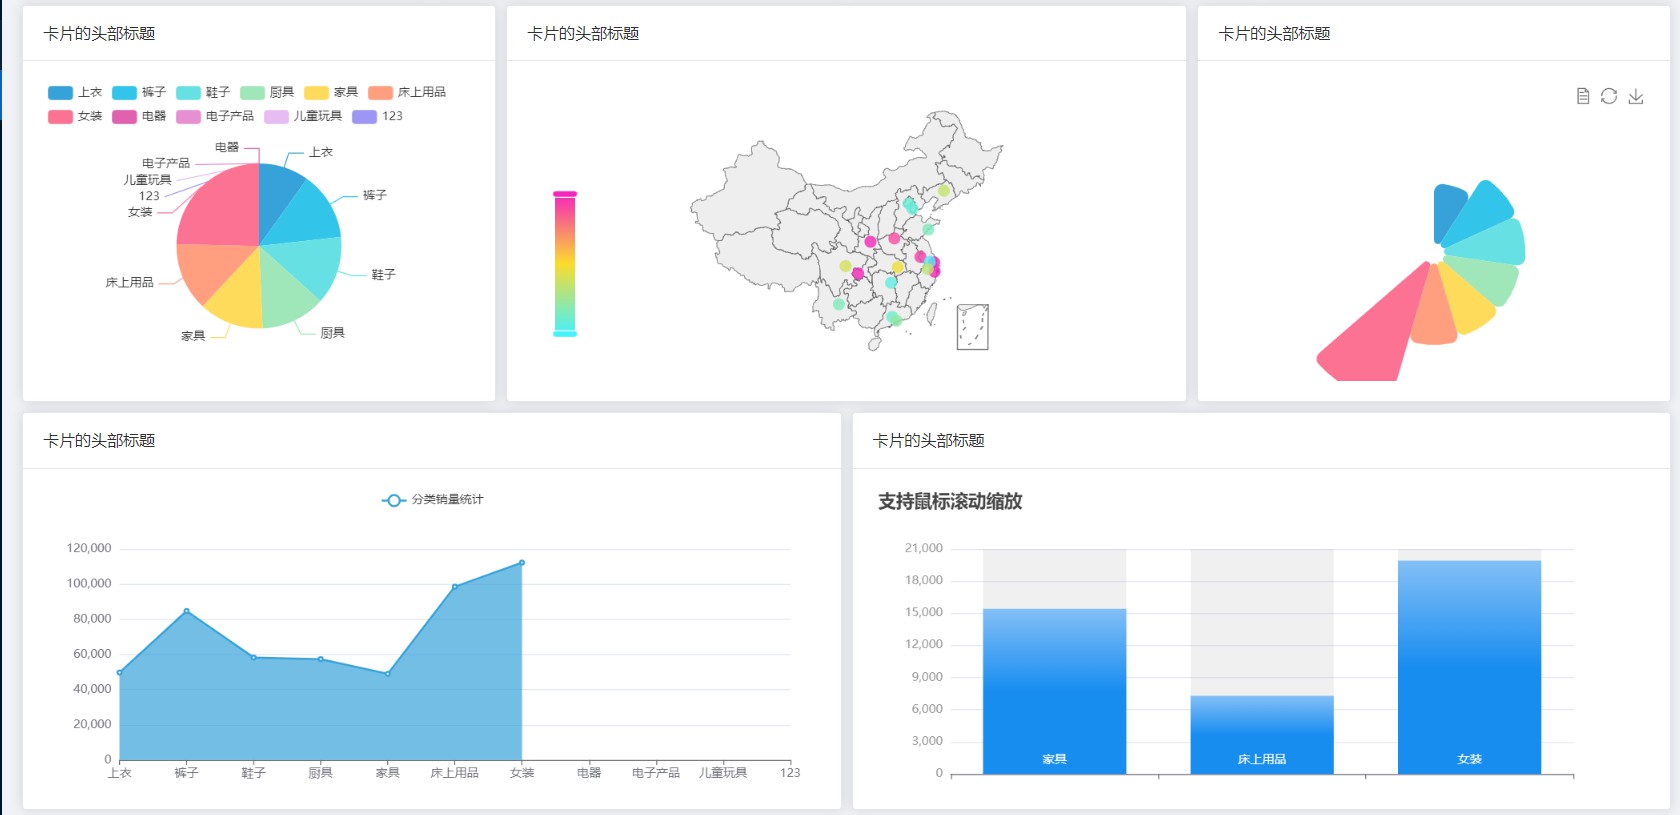 卡片的头部标题
卡片的头部标题
卡片的头部标题
上衣 裤子 鞋子 厨具 家具 床上用品
女装 电器 电子产品 儿童玩具 123
电器
上衣
电子产品
儿童玩具
123
裤子
女装
鞋子
床上用品
家具
厨具
卡片的头部标题
卡片的头部标题
分类销量统计
120,000
100,000
80,000
60,000
40,000
20,000
0
上衣 裤子 鞋子 厨具 家具 床上用品 女装 电器 电子产品 儿童玩具 123
支持鼠标滚动缩放
21,000
18,000
15,000
12,000
9,000
6,000
3,000
0
家具 床上用品 女装